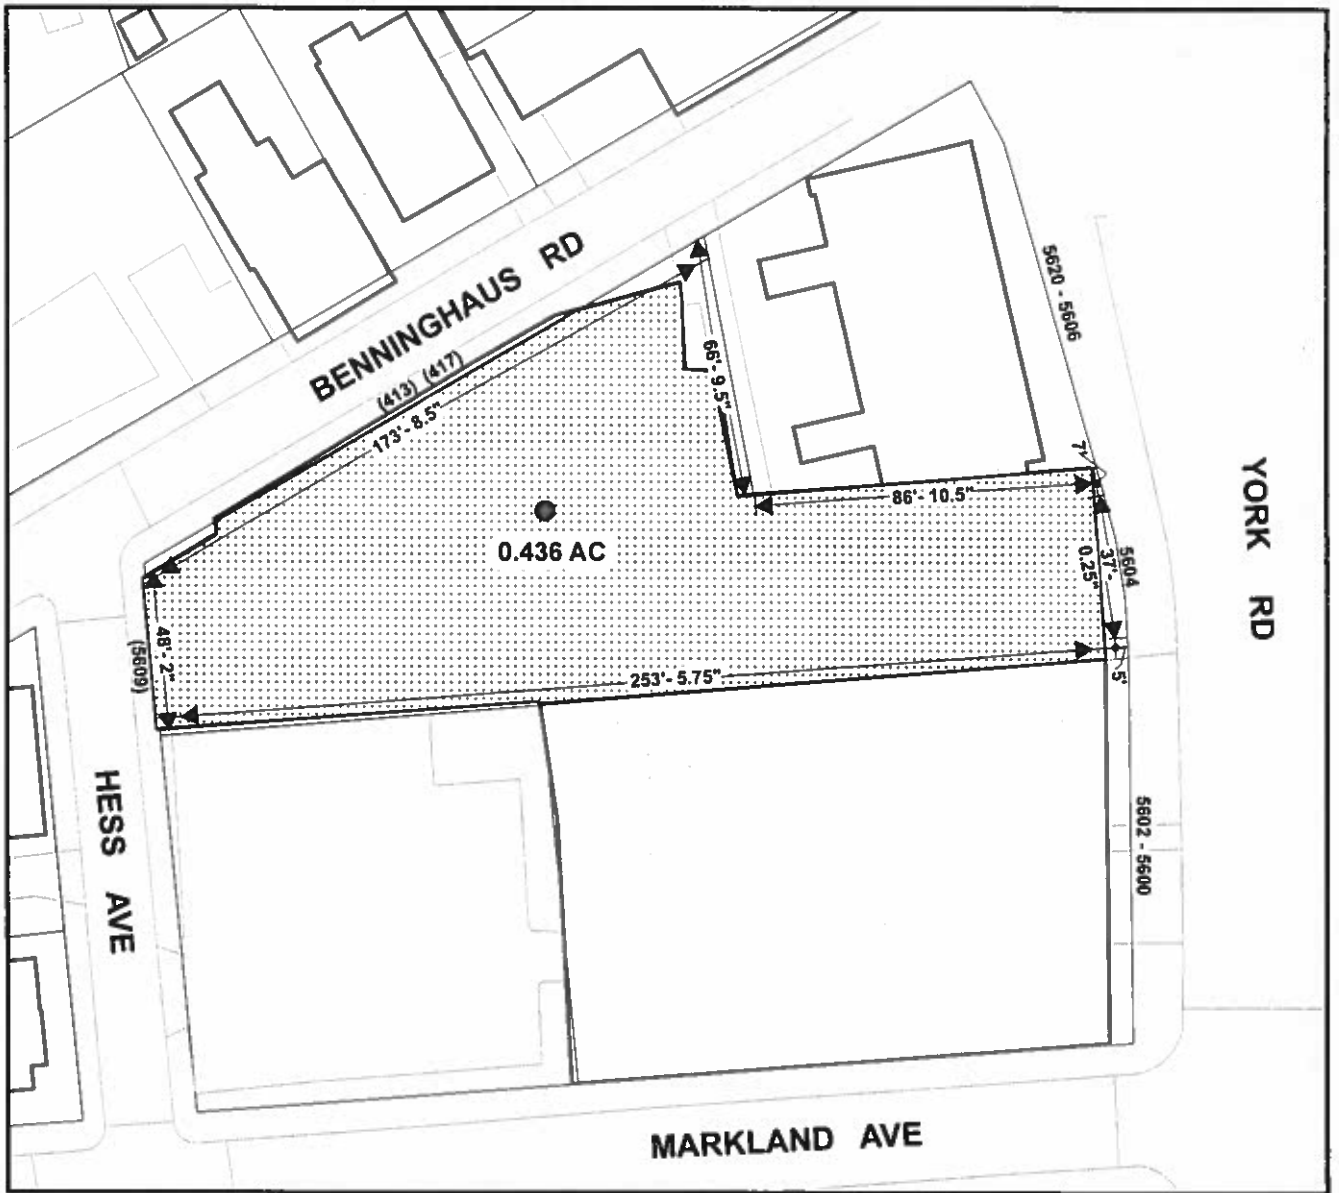 BENNINGHAUS RD
(413) (417)
173'- 8.5"
66'- 9.5"
5620 - 5606
7'
86'- 10.5"
YORK RD
0.436 AC
37'-
0.25"
5604
48'- 2"
(5609)
253'- 5.75"
5'
HESS AVE
5602 - 5600
MARKLAND AVE